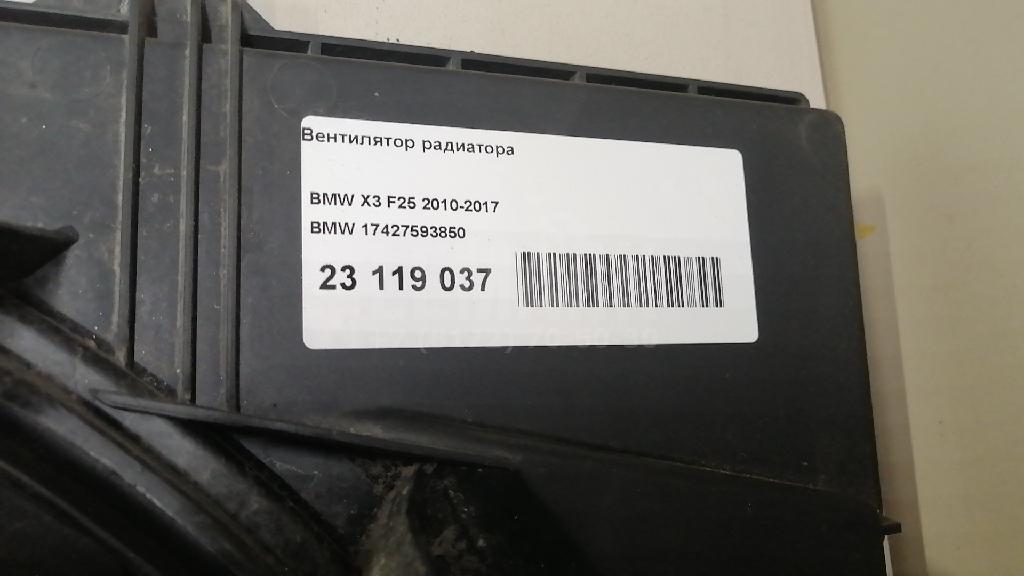 Вентилятор радиатора
BMW X3 F25 2010-2017
BMW 17427593850
23 119 037